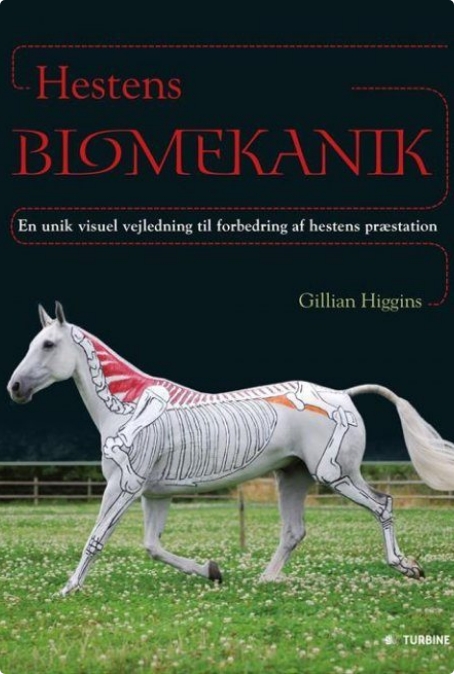 Hestens
BIOMEKANIK
En unik visuel vejledning til forbedring af hestens præstation
Gillian Higgins
TURBINE